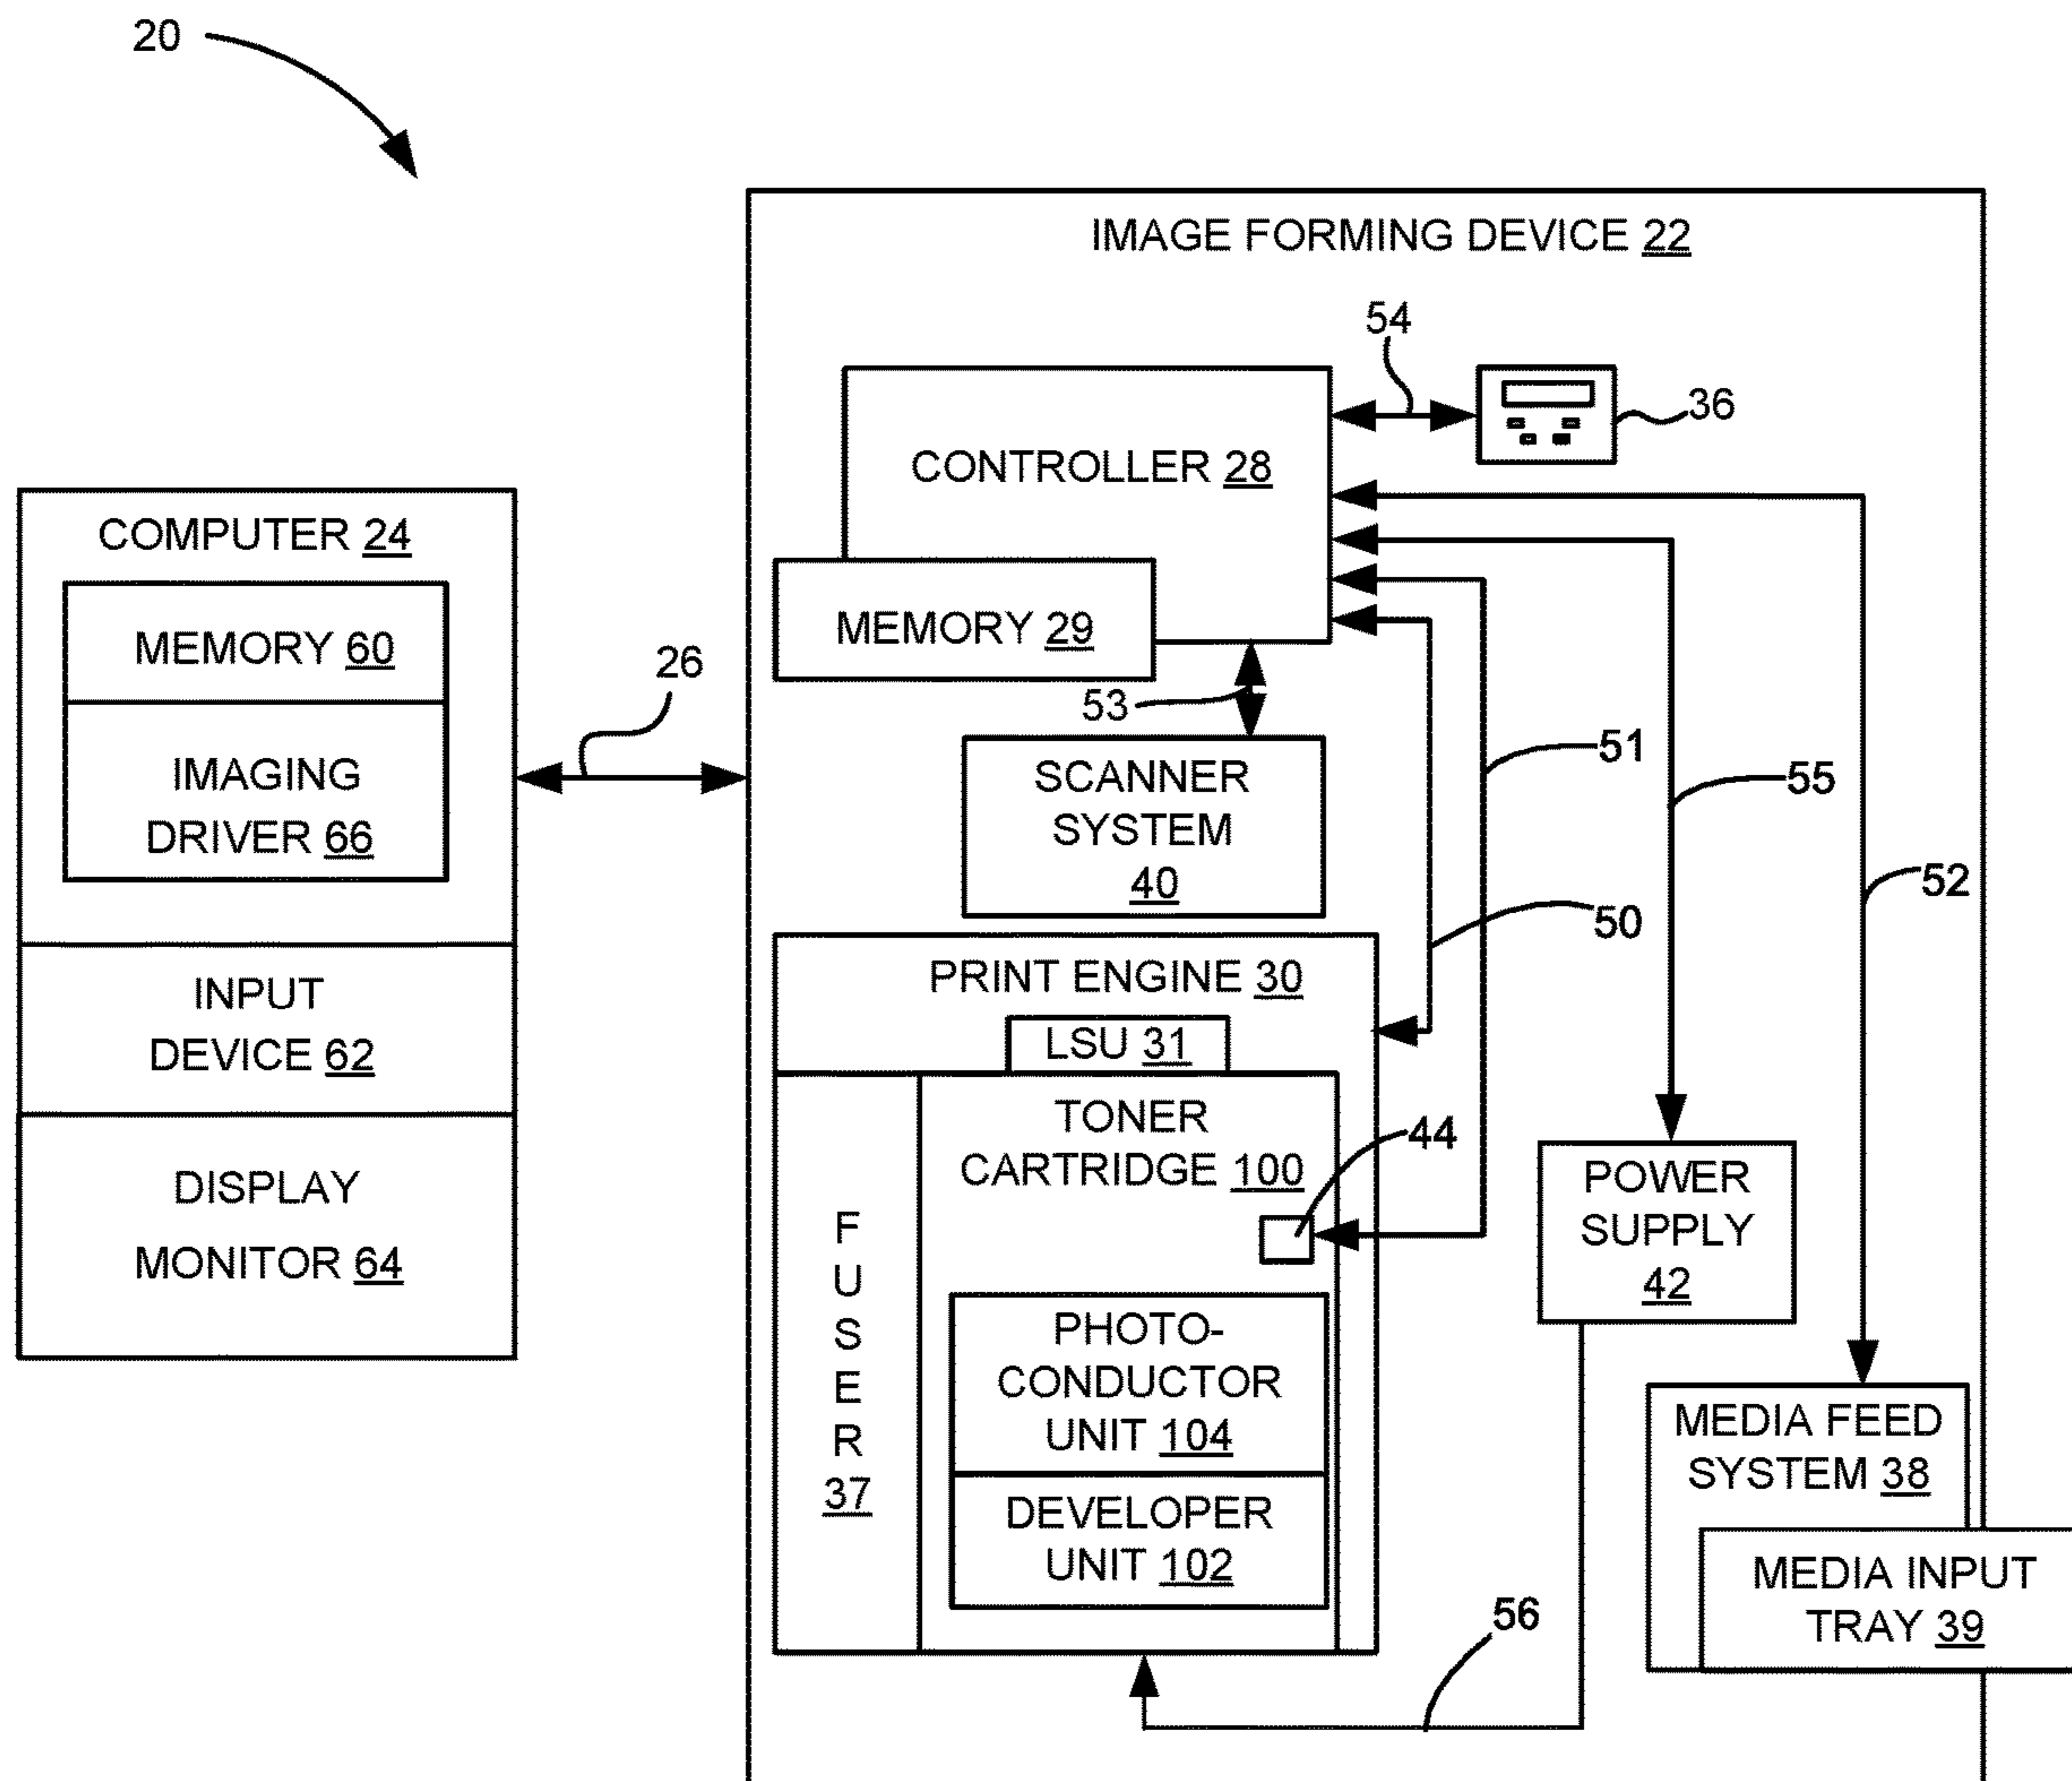 20
IMAGE FORMING DEVICE 22
54
36
CONTROLLER 28
MEMORY 29
53
COMPUTER 24
MEMORY 60
IMAGING
DRIVER 66
INPUT
DEVICE 62
DISPLAY
MONITOR 64
26
SCANNER
SYSTEM
40
51
55
52
50
PRINT ENGINE 30
LSU 31
TONER
CARTRIDGE 100
44
F
U
S
E
R
37
PHOTO-
CONDUCTOR
UNIT 104
DEVELOPER
UNIT 102
POWER
SUPPLY
42
MEDIA FEED
SYSTEM 38
MEDIA INPUT
TRAY 39
56